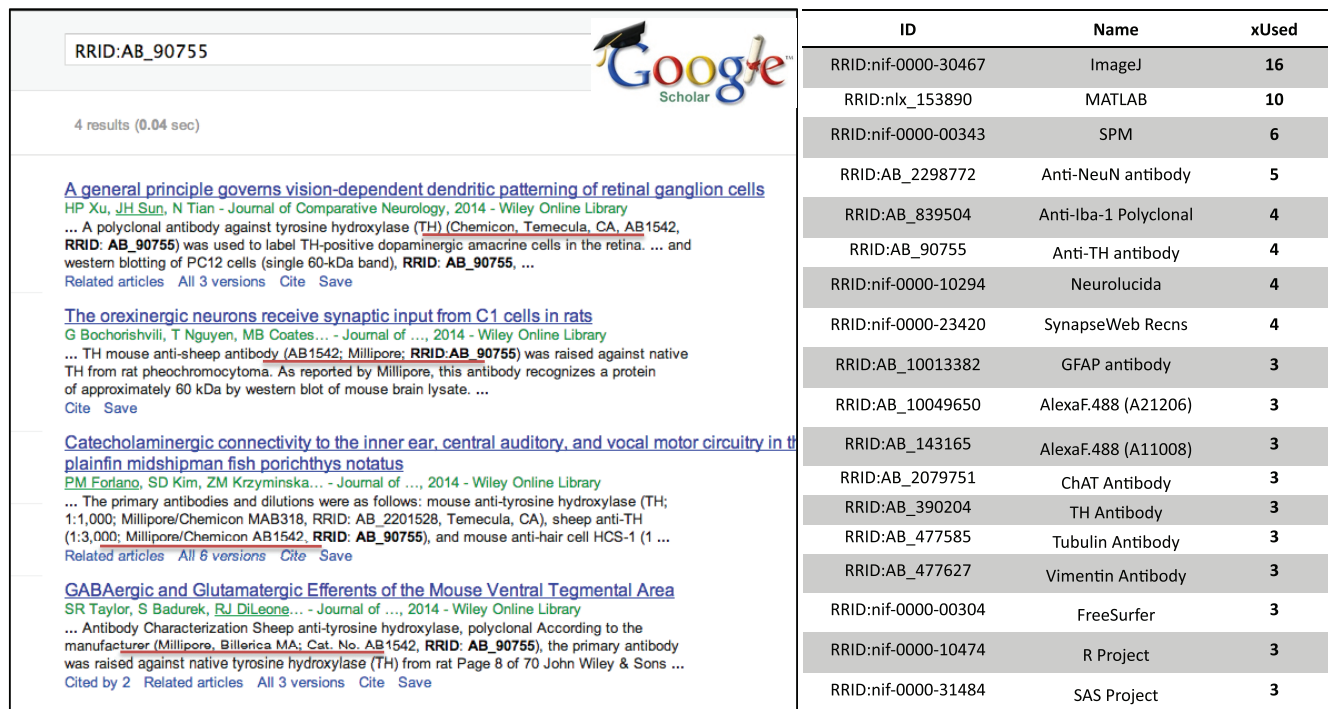 RRID:AB_90755
Google™
Scholar
4 results (0.04 sec)
A general principle governs vision-dependent dendritic patterning of retinal ganglion cells
HP Xu, JH Sun, N Tian - Journal of Comparative Neurology, 2014 - Wiley Online Library
... A polyclonal antibody against tyrosine hydroxylase (TH) (Chemicon, Temecula, CA, AB1542,
RRID: AB_90755) was used to label TH-positive dopaminergic amacrine cells in the retina. ... and
western blotting of PC12 cells (single 60-kDa band), RRID: AB_90755, ...
Related articles All 3 versions Cite Save
The orexinergic neurons receive synaptic input from C1 cells in rats
G Bochorishvili, T Nguyen, MB Coates... - Journal of ..., 2014 - Wiley Online Library
... TH mouse anti-sheep antibody (AB1542; Millipore; RRID:AB_90755) was raised against native
TH from rat pheochromocytoma. As reported by Millipore, this antibody recognizes a protein
of approximately 60 kDa by western blot of mouse brain lysate. ...
Cite Save
Catecholaminergic connectivity to the inner ear, central auditory, and vocal motor circuitry in th
plainfin midshipman fish porichthys notatus
PM Forlano, SD Kim, ZM Krzyminska... - Journal of ..., 2014 - Wiley Online Library
... The primary antibodies and dilutions were as follows: mouse anti-tyrosine hydroxylase (TH;
1:1,000; Millipore/Chemicon MAB318, RRID: AB_2201528, Temecula, CA), sheep anti-TH
(1:3,000; Millipore/Chemicon AB1542, RRID: AB_90755), and mouse anti-hair cell HCS-1 (1 ...
Related articles All 6 versions Cite Save
GABAergic and Glutamatergic Efferents of the Mouse Ventral Tegmental Area
SR Taylor, S Badurek, RJ DiLeone... - Journal of ..., 2014 - Wiley Online Library
... Antibody Characterization Sheep anti-tyrosine hydroxylase, polyclonal According to the
manufacturer (Millipore, Billerica MA; Cat. No. AB1542, RRID: AB_90755), the primary antibody
was raised against native tyrosine hydroxylase (TH) from rat Page 8 of 70 John Wiley & Sons ...
Cited by 2 Related articles All 3 versions Cite Save
ID Name xUsed
RRID:nif-0000-30467 ImageJ 16
RRID:nlx_153890 MATLAB 10
RRID:nif-0000-00343 SPM 6
RRID:AB_2298772 Anti-NeuN antibody 5
RRID:AB_839504 Anti-Iba-1 Polyclonal 4
RRID:AB_90755 Anti-TH antibody 4
RRID:nif-0000-10294 Neurolucida 4
RRID:nif-0000-23420 SynapseWeb Recns 4
RRID:AB_10013382 GFAP antibody 3
RRID:AB_10049650 AlexaF.488 (A21206) 3
RRID:AB_143165 AlexaF.488 (A11008) 3
RRID:AB_2079751 ChAT Antibody 3
RRID:AB_390204 TH Antibody 3
RRID:AB_477585 Tubulin Antibody 3
RRID:AB_477627 Vimentin Antibody 3
RRID:nif-0000-00304 FreeSurfer 3
RRID:nif-0000-10474 R Project 3
RRID:nif-0000-31484 SAS Project 3